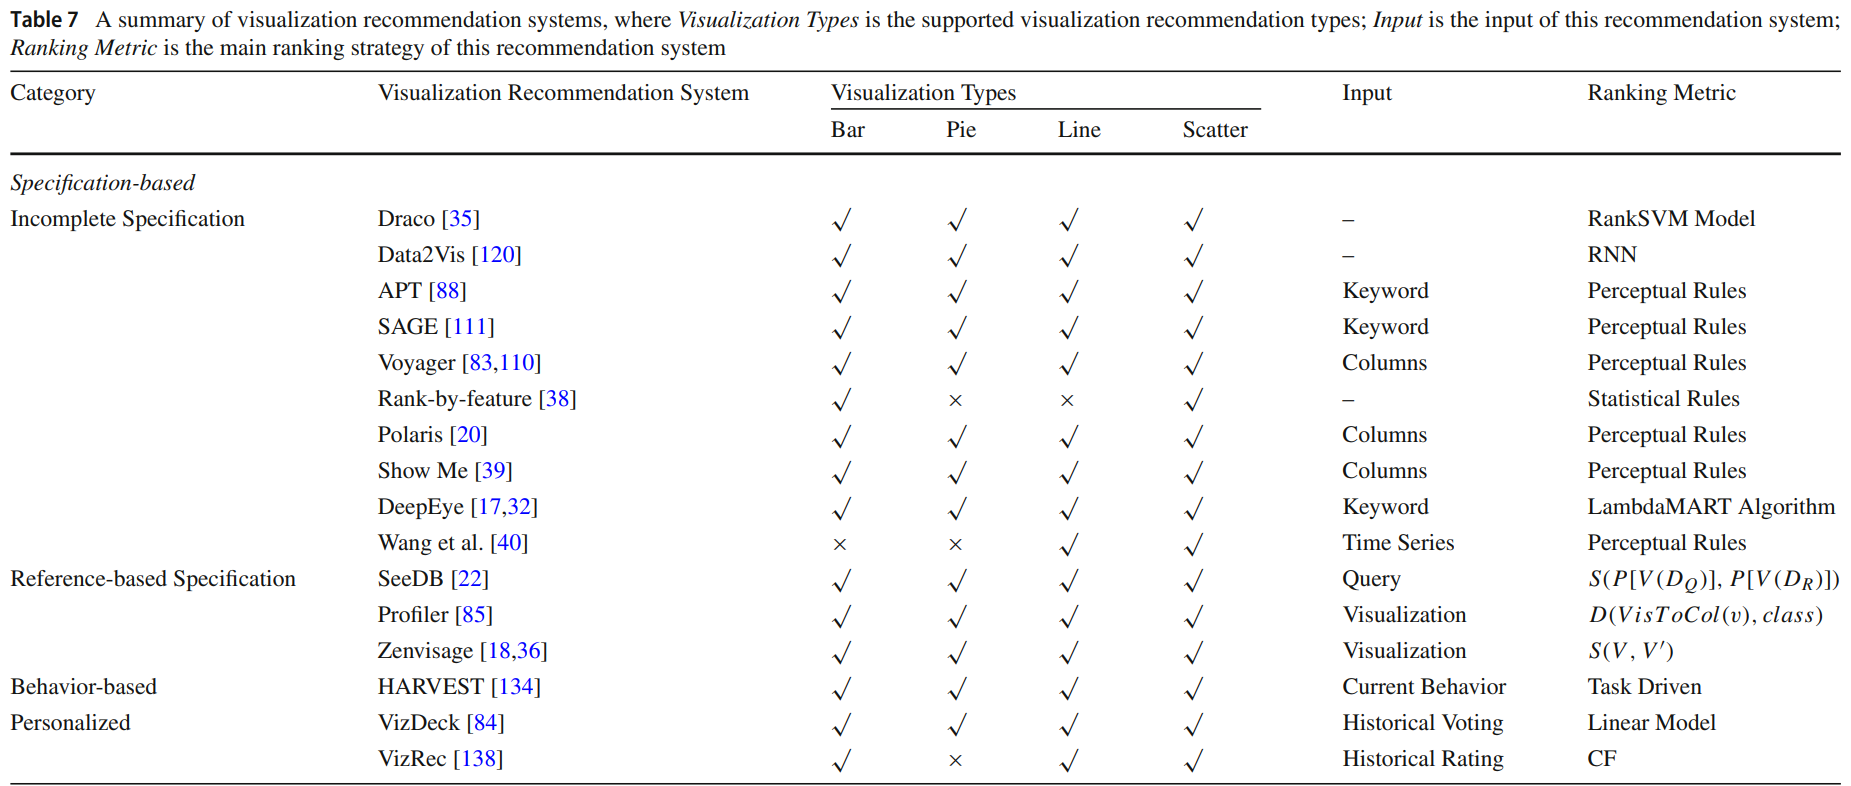 Table 7 A summary of visualization recommendation systems, where Visualization Types is the supported visualization recommendation types; Input is the input of this recommendation system;
Ranking Metric is the main ranking strategy of this recommendation system
Category Visualization Recommendation System Visualization Types Input Ranking Metric
Bar Pie Line Scatter
Specification-based
Incomplete Specification Draco [35] √ √ √ √ – RankSVM Model
Data2Vis [120] √ √ √ √ – RNN
APT [88] √ √ √ √ Keyword Perceptual Rules
SAGE [111] √ √ √ √ Keyword Perceptual Rules
Voyager [83,110] √ √ √ √ Columns Perceptual Rules
Rank-by-feature [38] √ × × √ – Statistical Rules
Polaris [20] √ √ √ √ Columns Perceptual Rules
Show Me [39] √ √ √ √ Columns Perceptual Rules
DeepEye [17,32] √ √ √ √ Keyword LambdaMART Algorithm
Wang et al. [40] × × √ √ Time Series Perceptual Rules
Reference-based Specification SeeDB [22] √ √ √ √ Query S(P[V(D_Q)], P[V(D_R)])
Profiler [85] √ √ √ √ Visualization D(VisToCol(v), class)
Zenvisage [18,36] √ √ √ √ Visualization S(V, V′)
Behavior-based HARVEST [134] √ √ √ √ Current Behavior Task Driven
Personalized VizDeck [84] √ √ √ √ Historical Voting Linear Model
VizRec [138] √ × √ √ Historical Rating CF